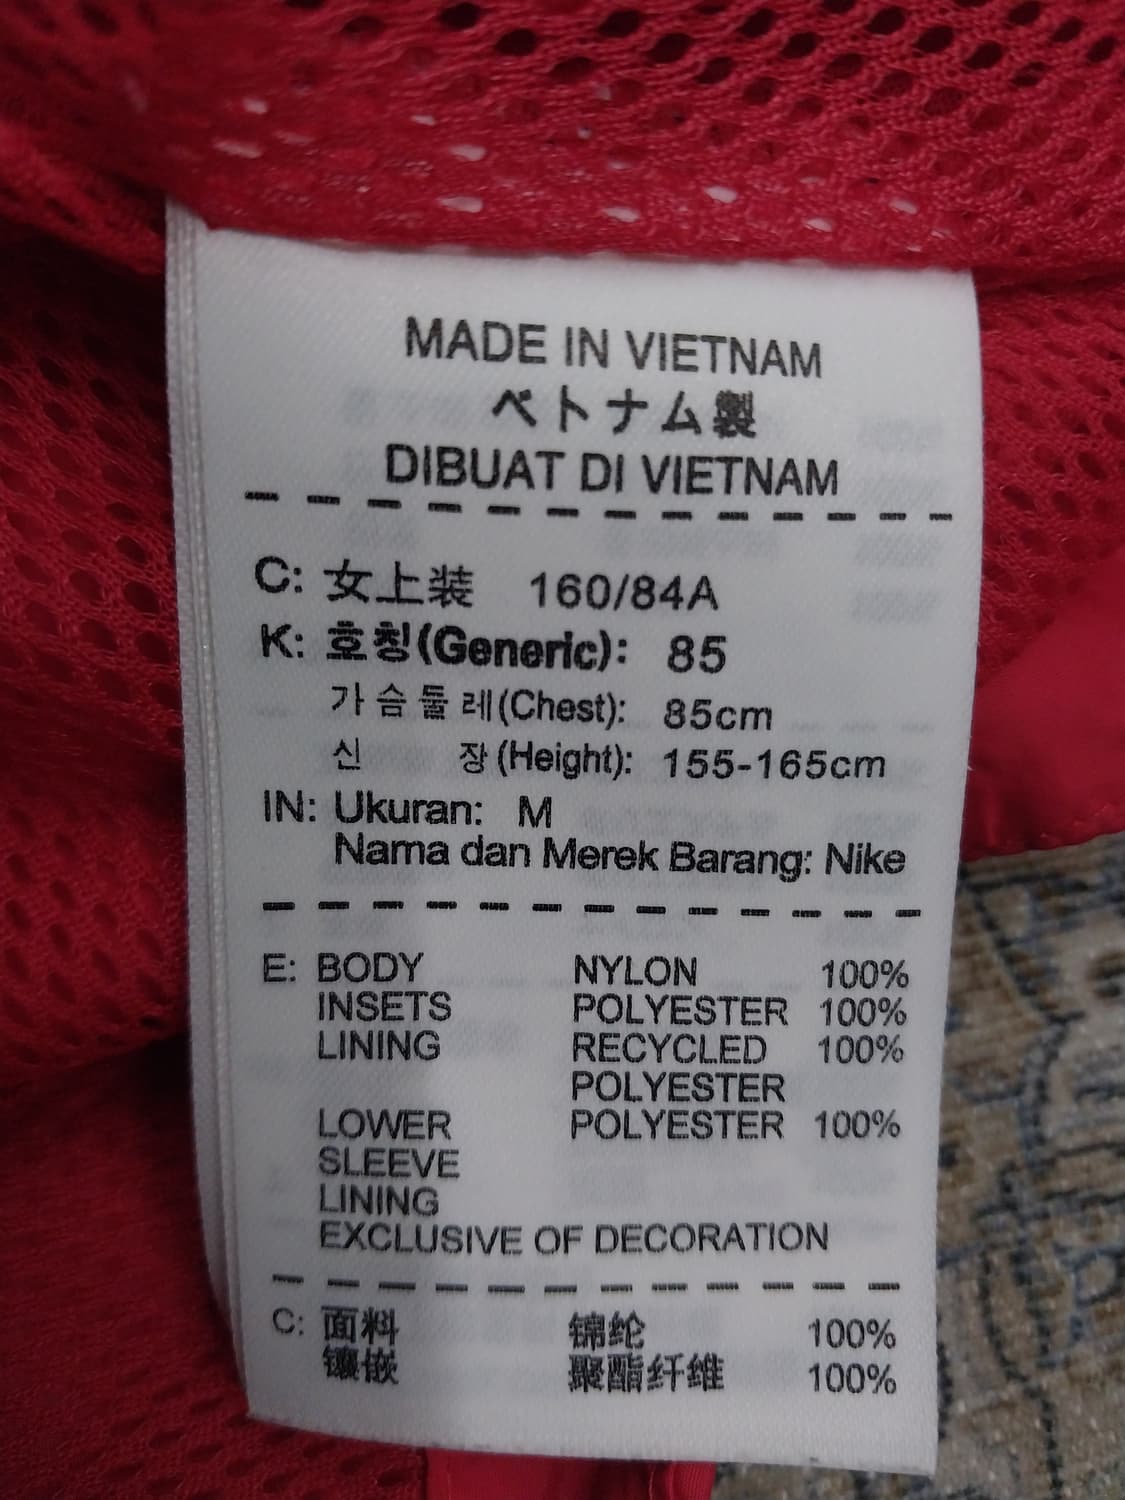 MADE IN VIETNAM
ベトナム製
DIBUAT DI VIETNAM
C: 女上装 160/84A
K: 호칭(Generic): 85
가슴둘레(Chest): 85cm
신 장(Height): 155-165cm
IN: Ukuran: M
Nama dan Merek Barang: Nike
E: BODY NYLON 100%
INSETS POLYESTER 100%
LINING RECYCLED 100%
POLYESTER
LOWER POLYESTER 100%
SLEEVE
LINING
EXCLUSIVE OF DECORATION
C: 面料 锦纶 100%
镶嵌 聚酯纤维 100%